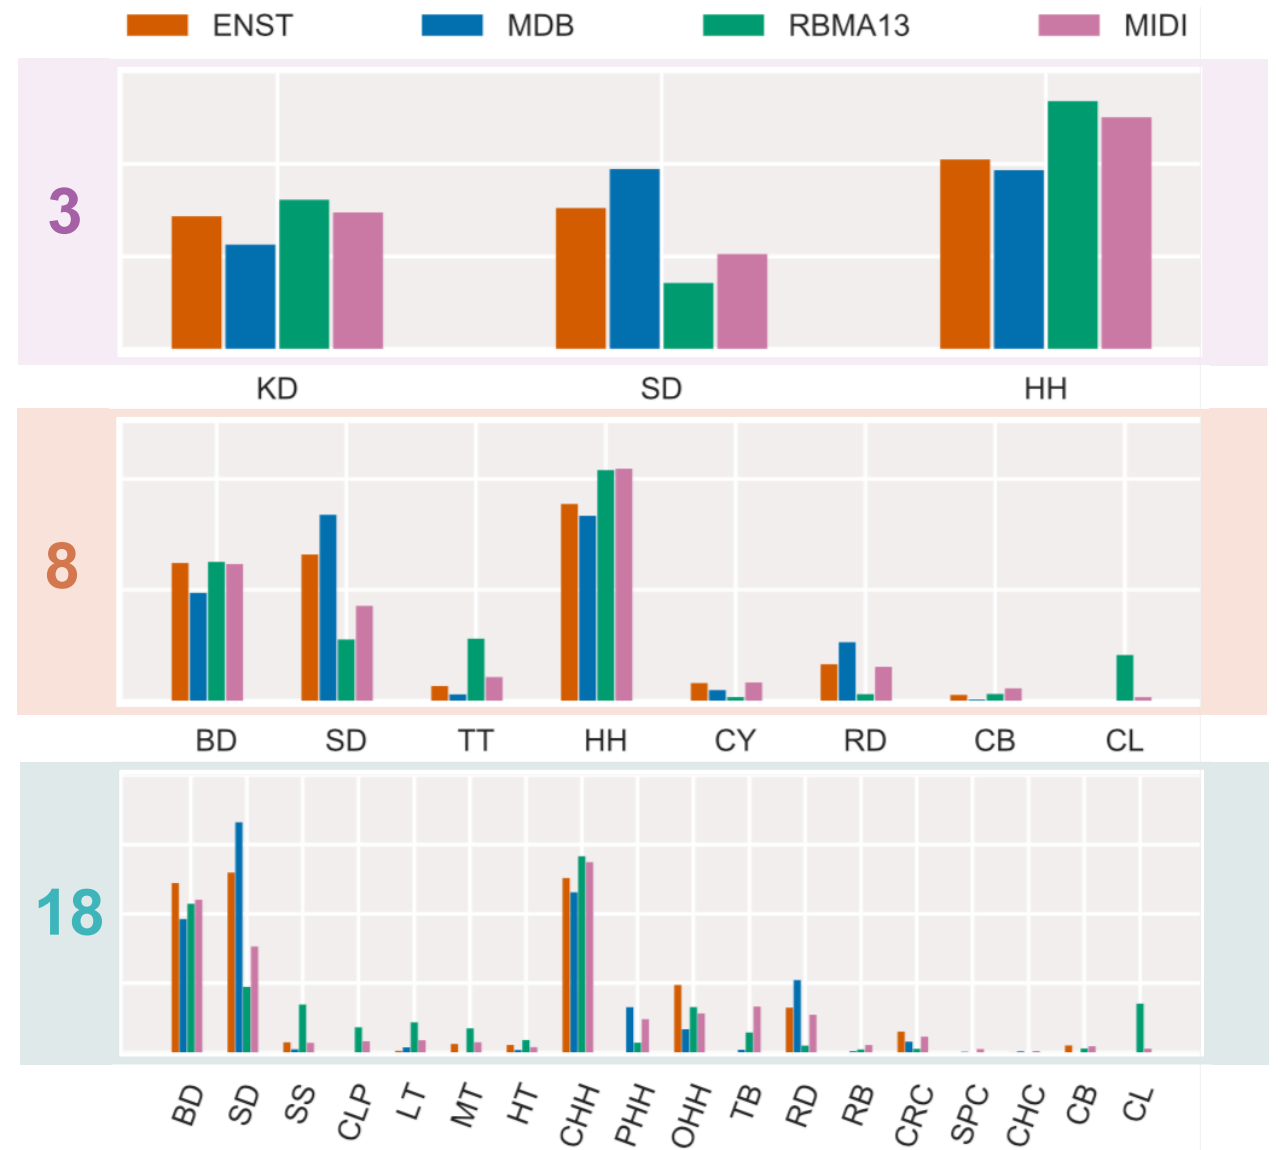 ENST MDB RBMA13 MIDI
3
KD SD HH
8
BD SD TT HH CY RD CB CL
18
BD SD SS CLP LT MT HT CHH PHH OHH TB RD RB CRC SPC CHC CB CL